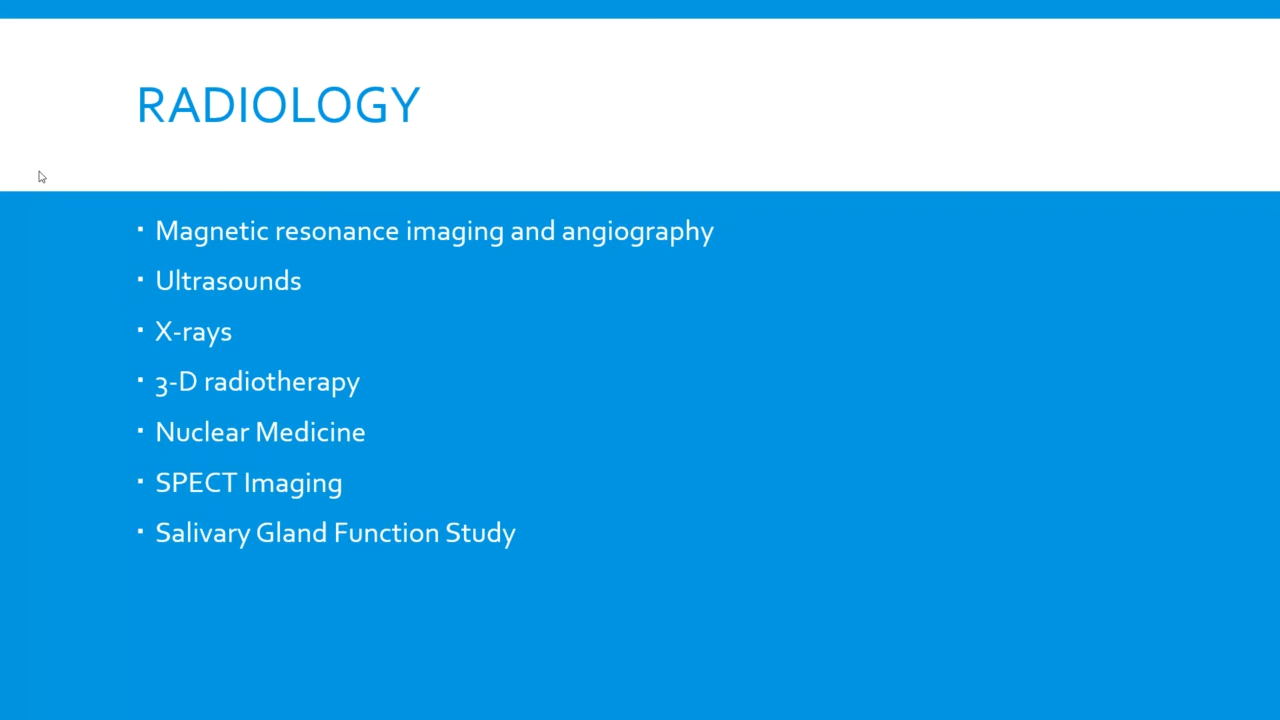 RADIOLOGY
▪ Magnetic resonance imaging and angiography
▪ Ultrasounds
▪ X-rays
▪ 3-D radiotherapy
▪ Nuclear Medicine
▪ SPECT Imaging
▪ Salivary Gland Function Study